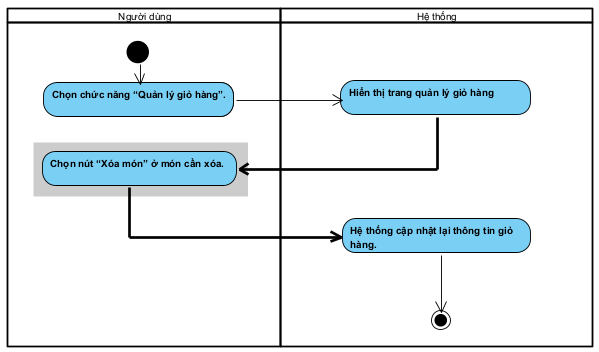 Người dùng
Hệ thống
Chọn chức năng “Quản lý giỏ hàng”.
Hiển thị trang quản lý giỏ hàng
Chọn nút “Xóa món” ở món cần xóa.
Hệ thống cập nhật lại thông tin giỏ
hàng.